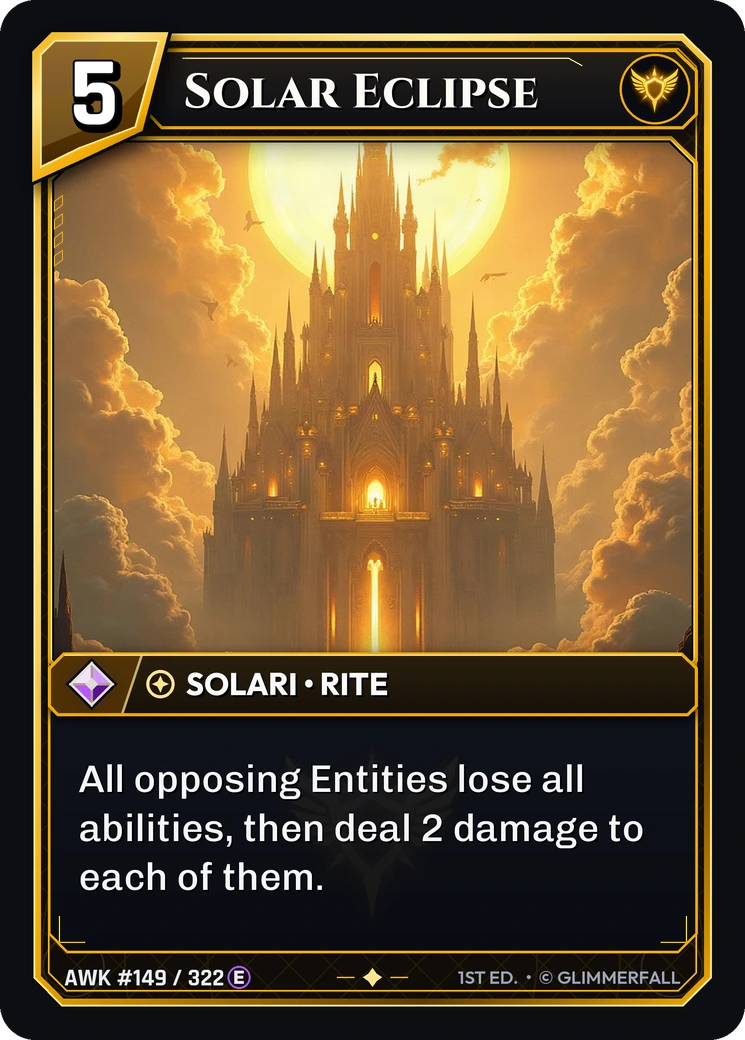 5
SOLAR ECLIPSE
SOLARI • RITE
All opposing Entities lose all
abilities, then deal 2 damage to
each of them.
AWK #149 / 322 E
1ST ED. • © GLIMMERFALL